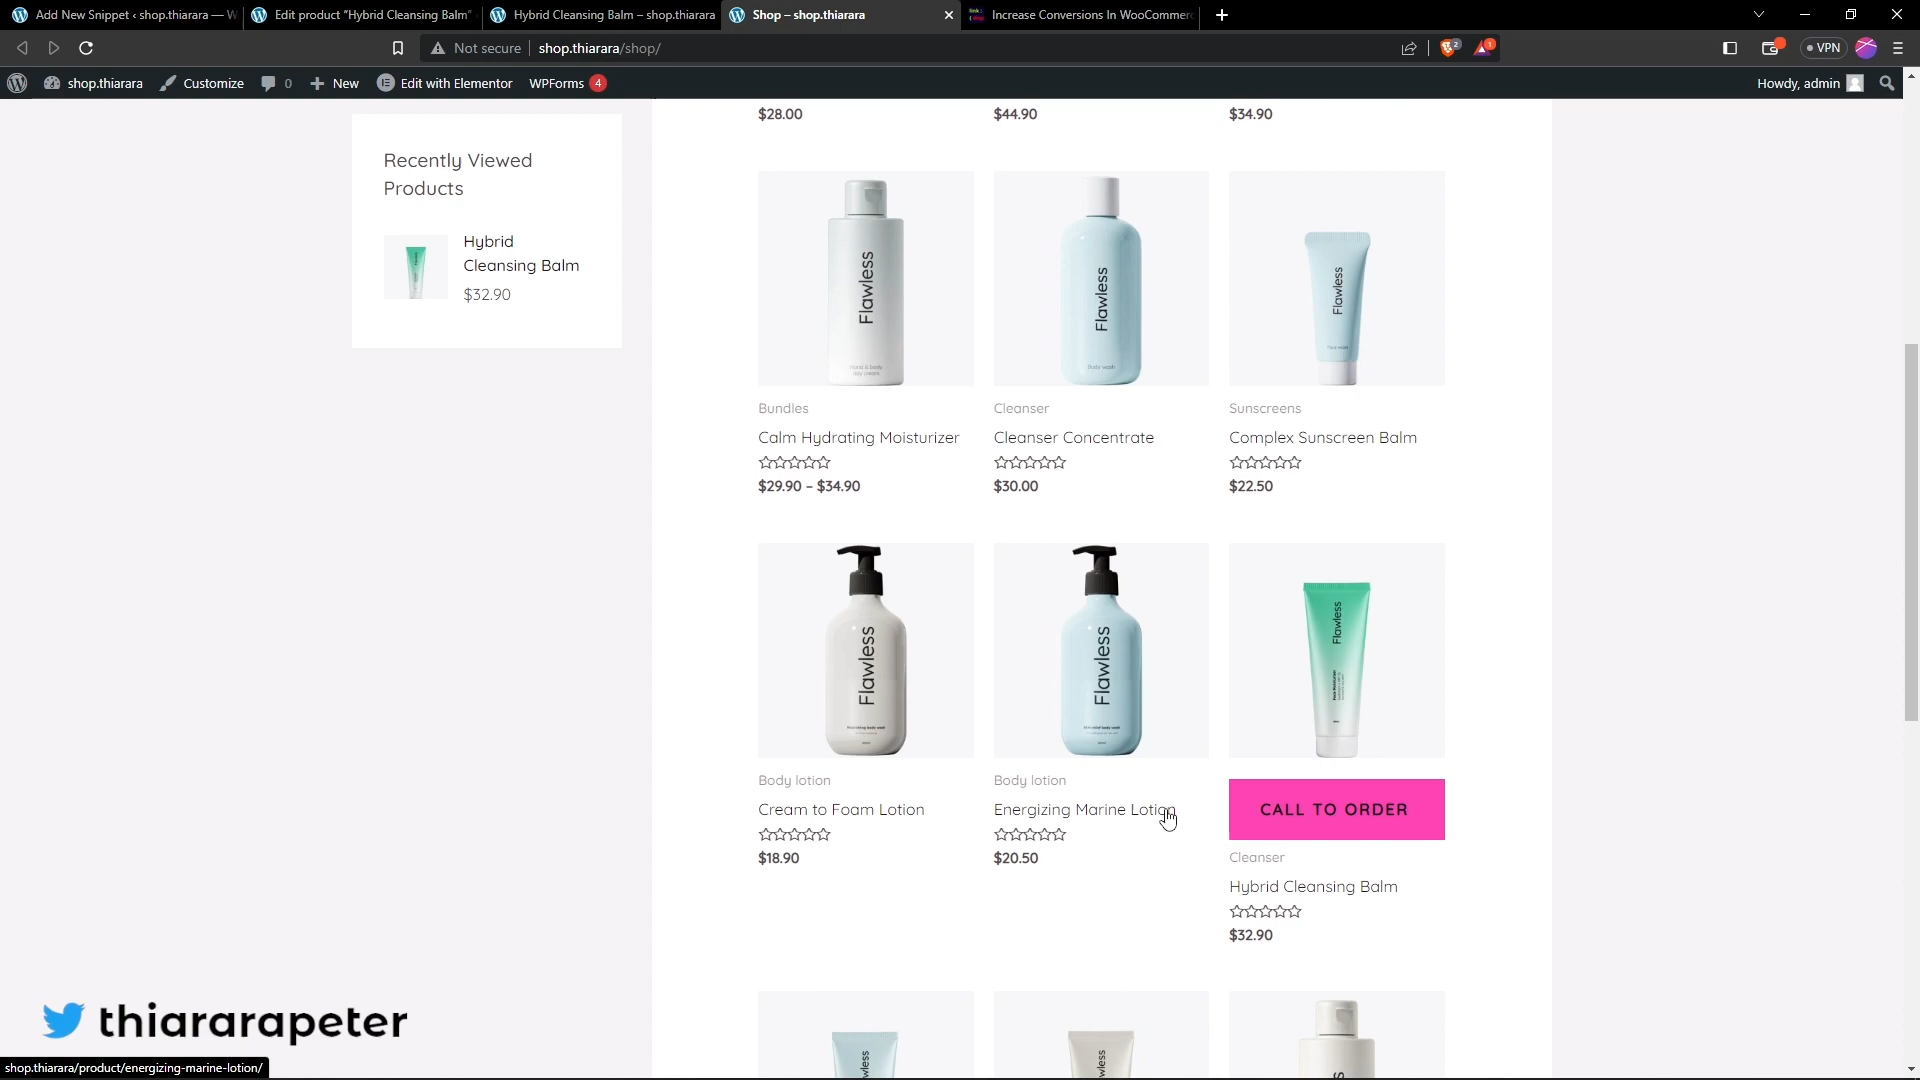 Add New Snippet ‹ shop.thiarara — W
Edit product "Hybrid Cleansing Balm"
Hybrid Cleansing Balm – shop.thiarara
Shop – shop.thiarara
Increase Conversions In WooCommerc
Not secure
shop.thiarara/shop/
2
1
VPN
shop.thiarara
Customize
0
New
Edit with Elementor
WPForms
4
Howdy, admin
$28.00
$44.90
$34.90
Recently Viewed
Products
Hybrid
Cleansing Balm
$32.90
Flawless
Flawless
Body wash
Flawless
Bundles
Calm Hydrating Moisturizer
$29.90 – $34.90
Cleanser
Cleanser Concentrate
$30.00
Sunscreens
Complex Sunscreen Balm
$22.50
Flawless
Flawless
Flawless
Body lotion
Cream to Foam Lotion
$18.90
Body lotion
Energizing Marine Lotion
$20.50
CALL TO ORDER
Cleanser
Hybrid Cleansing Balm
$32.90
thiararapeter
shop.thiarara/product/energizing-marine-lotion/